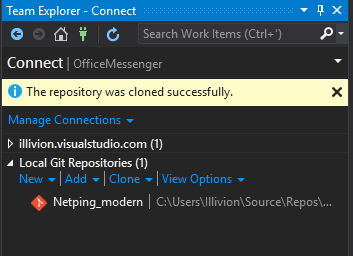 Team Explorer - Connect
Search Work Items (Ctrl+')
Connect | OfficeMessenger
The repository was cloned successfully.
Manage Connections
illivion.visualstudio.com (1)
Local Git Repositories (1)
New | Add | Clone | View Options
Netping_modern | C:\Users\Illivion\Source\Repos\...